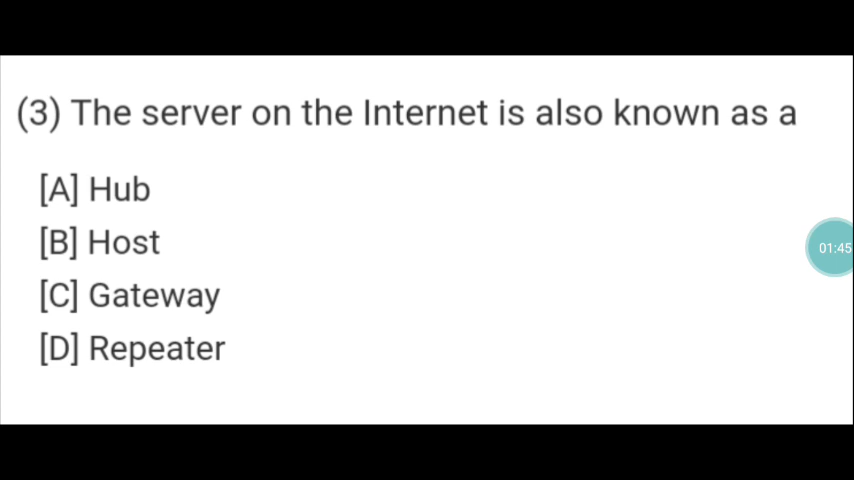 (3) The server on the Internet is also known as a
[A] Hub
[B] Host
[C] Gateway
[D] Repeater
01:45